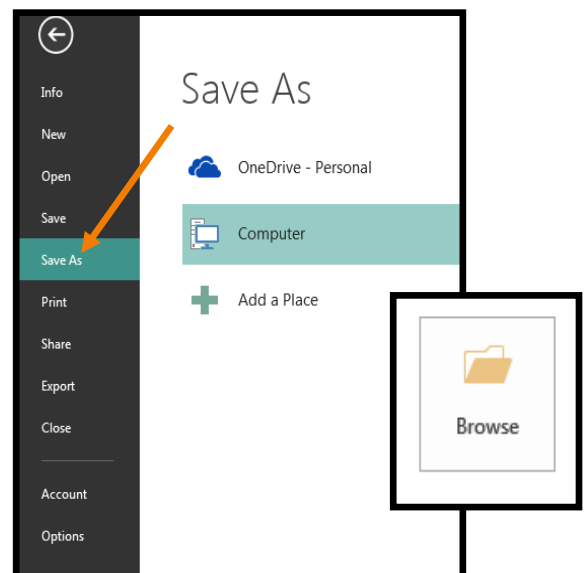 Info
New
Open
Save
Save As
Print
Share
Export
Close
Account
Options
Save As
OneDrive - Personal
Computer
Add a Place
Browse